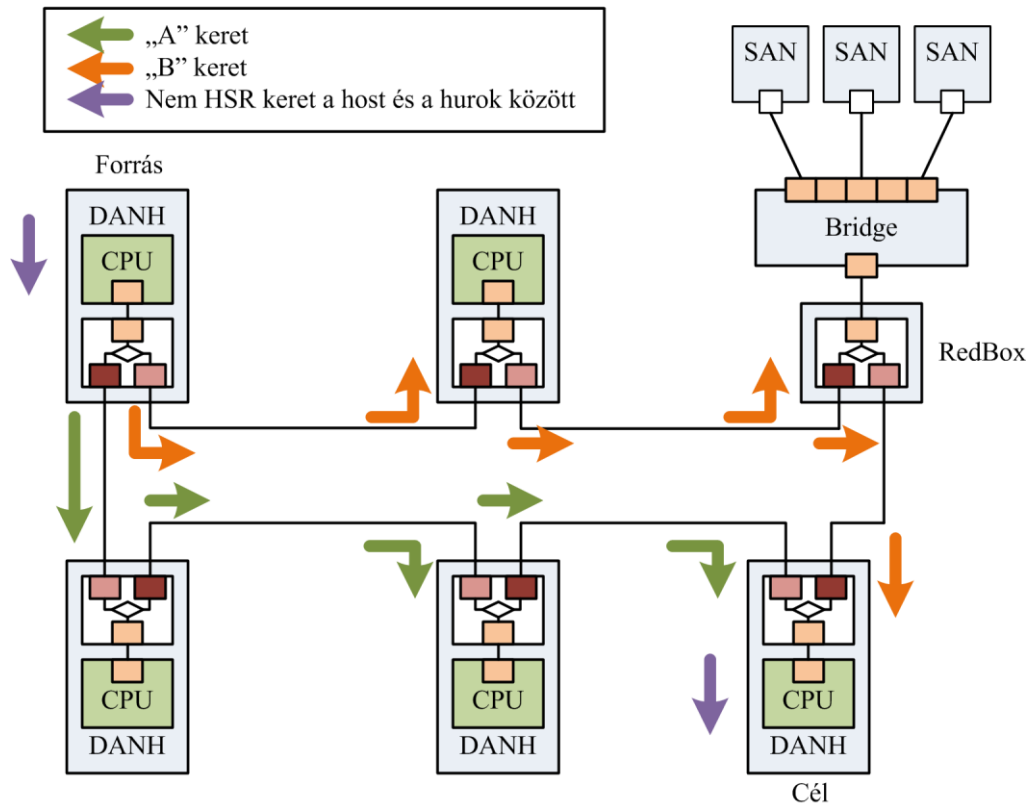 „A” keret
„B” keret
Nem HSR keret a host és a hurok között
SAN
SAN
SAN
Forrás
DANH
CPU
DANH
CPU
Bridge
RedBox
CPU
DANH
CPU
DANH
CPU
DANH
Cél